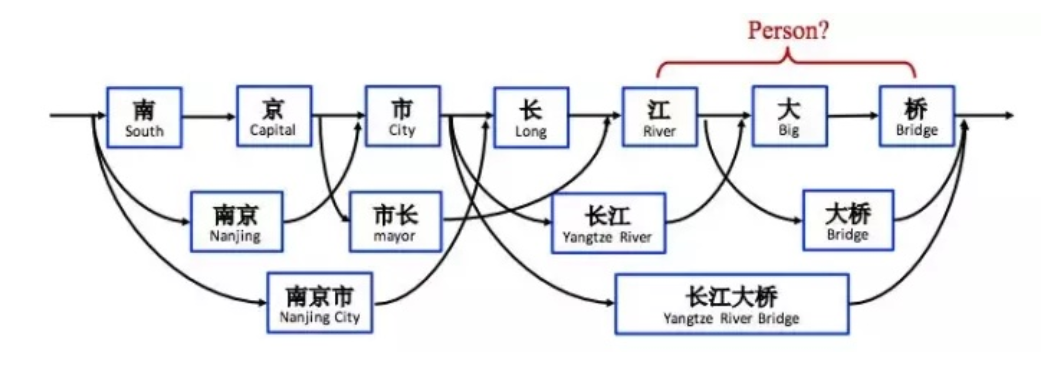 Person?
南
South
京
Capital
市
City
长
Long
江
River
大
Big
桥
Bridge
南京
Nanjing
市长
mayor
长江
Yangtze River
大桥
Bridge
南京市
Nanjing City
长江大桥
Yangtze River Bridge